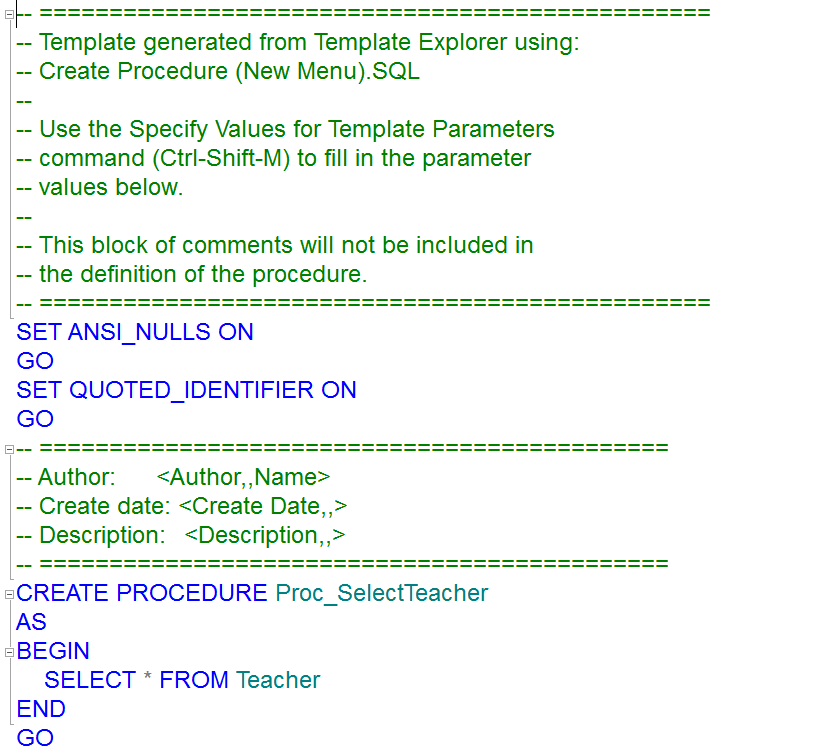 -- ================================================
-- Template generated from Template Explorer using:
-- Create Procedure (New Menu).SQL
--
-- Use the Specify Values for Template Parameters
-- command (Ctrl-Shift-M) to fill in the parameter
-- values below.
--
-- This block of comments will not be included in
-- the definition of the procedure.
-- ================================================
SET ANSI_NULLS ON
GO
SET QUOTED_IDENTIFIER ON
GO
-- =============================================
-- Author: <Author,,Name>
-- Create date: <Create Date,,>
-- Description: <Description,,>
-- =============================================
CREATE PROCEDURE Proc_SelectTeacher
AS
BEGIN
SELECT * FROM Teacher
END
GO